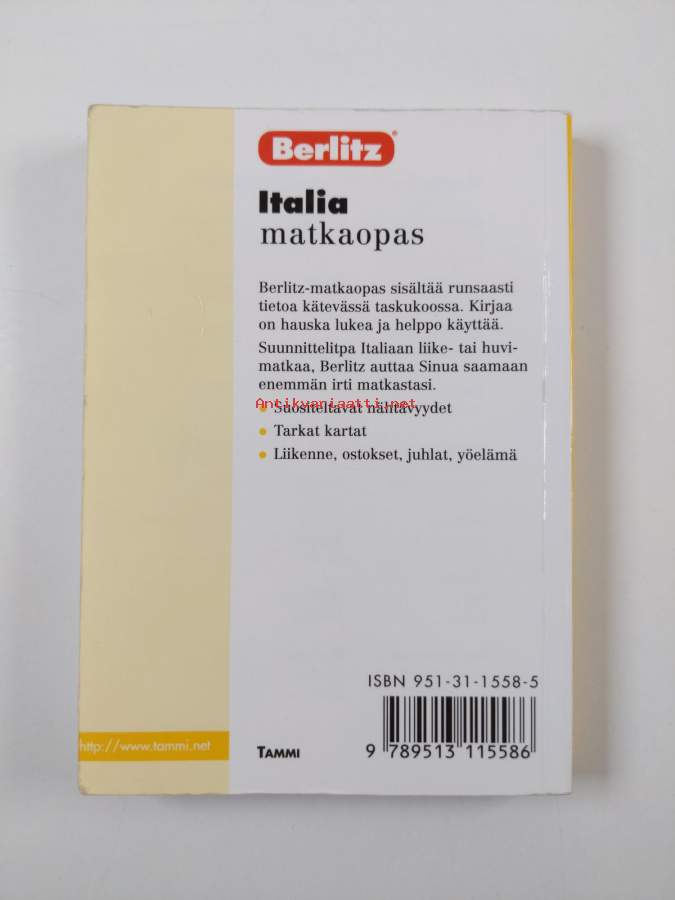 Berlitz®
Italia
matkaopas
Berlitz-matkaopas sisältää runsaasti
tietoa kätevässä taskukoossa. Kirjaa
on hauska lukea ja helppo käyttää.
Suunnittelitpa Italiaan liike- tai huvi-
matkaa, Berlitz auttaa Sinua saamaan
enemmän irti matkastasi.
Antikvariaatti.net
• Suositeltavat nähtävyydet
• Tarkat kartat
• Liikenne, ostokset, juhlat, yöelämä
ISBN 951-31-1558-5
9 789513 115586
http://www.tammi.net
TAMMI